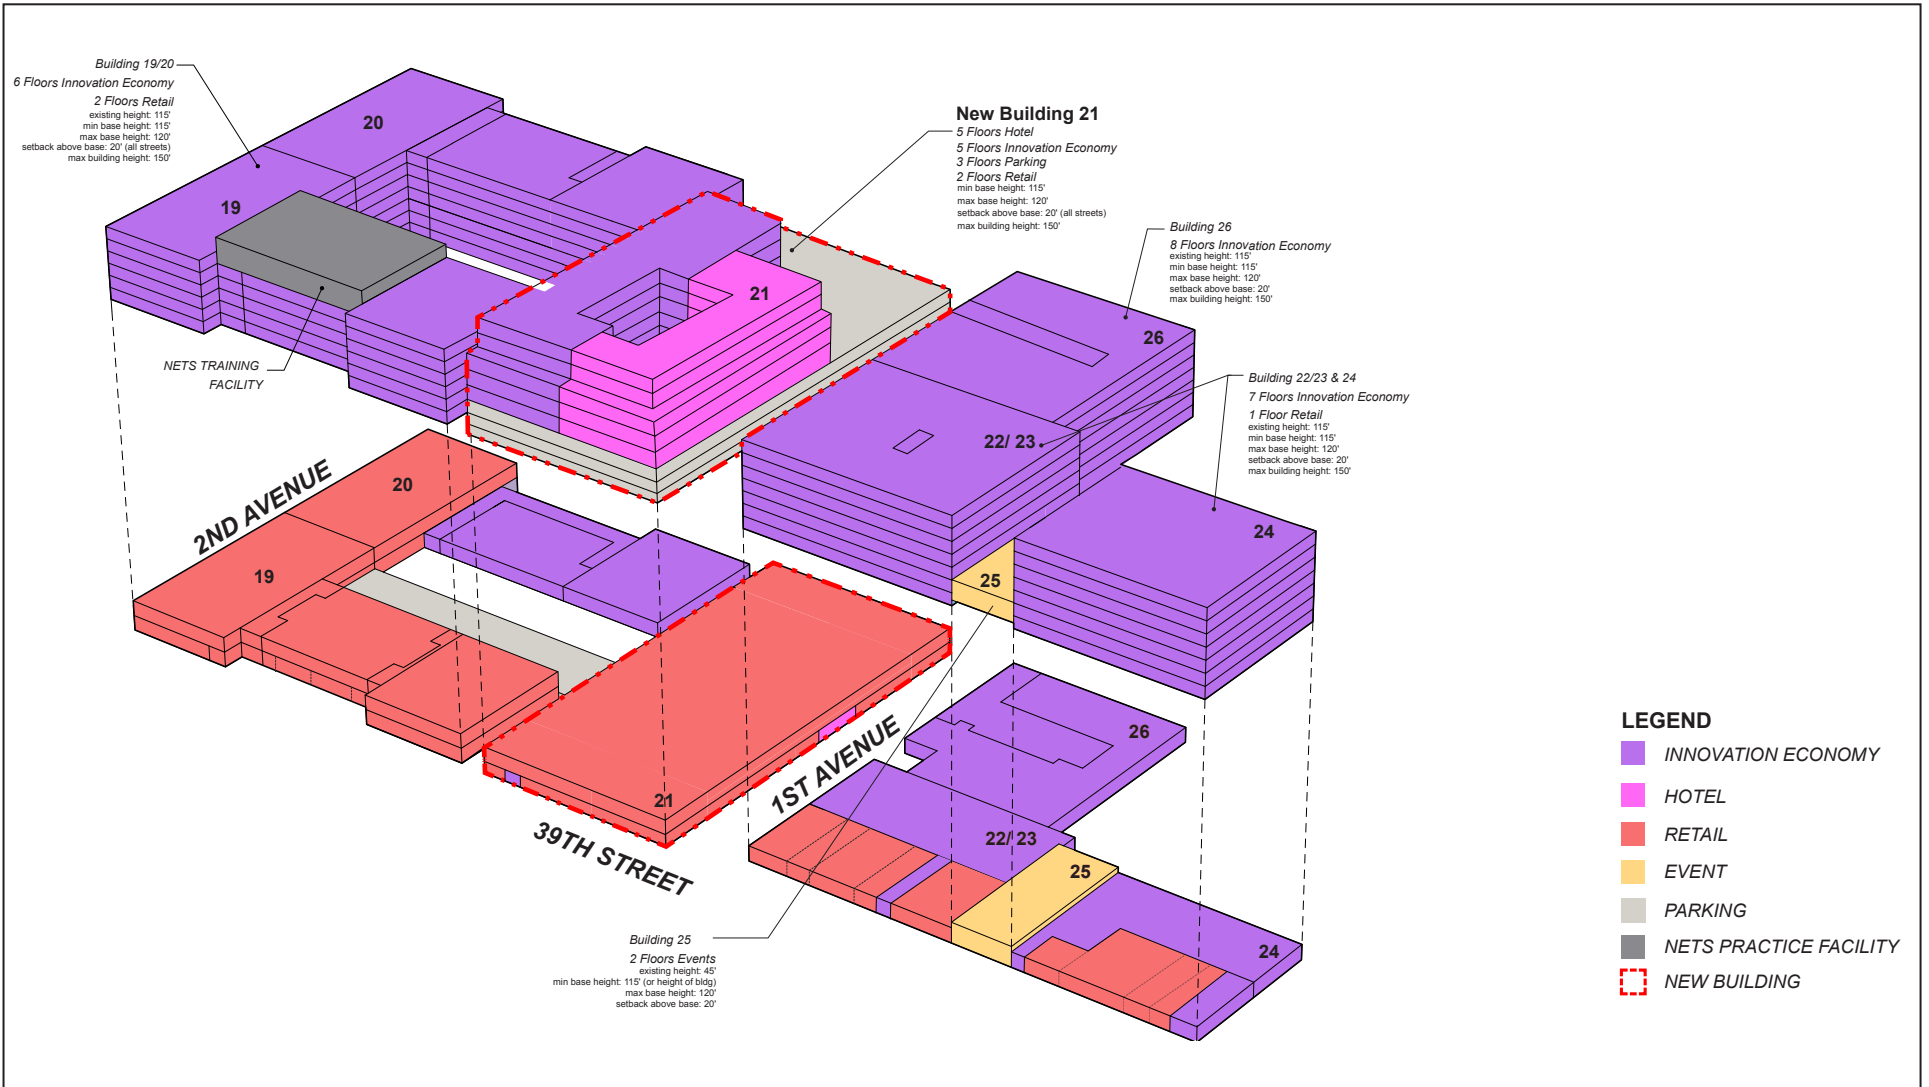 Building 19/20
6 Floors Innovation Economy
2 Floors Retail
existing height: 115'
min base height: 115'
max base height: 120'
setback above base: 20' (all streets)
max building height: 150'
New Building 21
5 Floors Hotel
5 Floors Innovation Economy
3 Floors Parking
2 Floors Retail
min base height: 115'
max base height: 120'
setback above base: 20' (all streets)
max building height: 150'
Building 26
8 Floors Innovation Economy
existing height: 115'
min base height: 115'
max base height: 120'
setback above base: 20'
max building height: 150'
Building 22/23 & 24
7 Floors Innovation Economy
1 Floor Retail
existing height: 115'
min base height: 115'
max base height: 120'
setback above base: 20'
max building height: 150'
20
19
21
26
22/ 23
24
25
NETS TRAINING
FACILITY
2ND AVENUE
20
19
21
39TH STREET
1ST AVENUE
26
22/ 23
25
24
Building 25
2 Floors Events
existing height: 45'
min base height: 115' (or height of bldg)
max base height: 120'
setback above base: 20'
LEGEND
INNOVATION ECONOMY
HOTEL
RETAIL
EVENT
PARKING
NETS PRACTICE FACILITY
NEW BUILDING